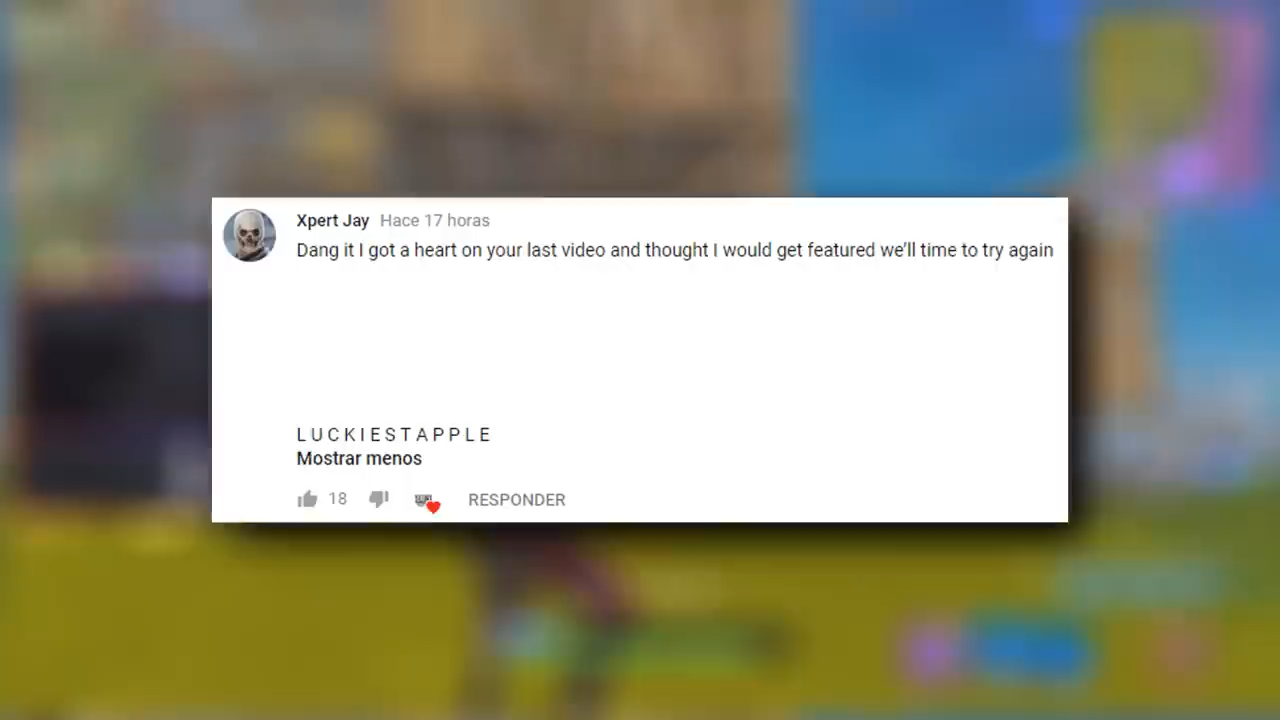 Xpert Jay Hace 17 horas
Dang it I got a heart on your last video and thought I would get featured we'll time to try again
L U C K I E S T A P P L E
Mostrar menos
18 RESPONDER